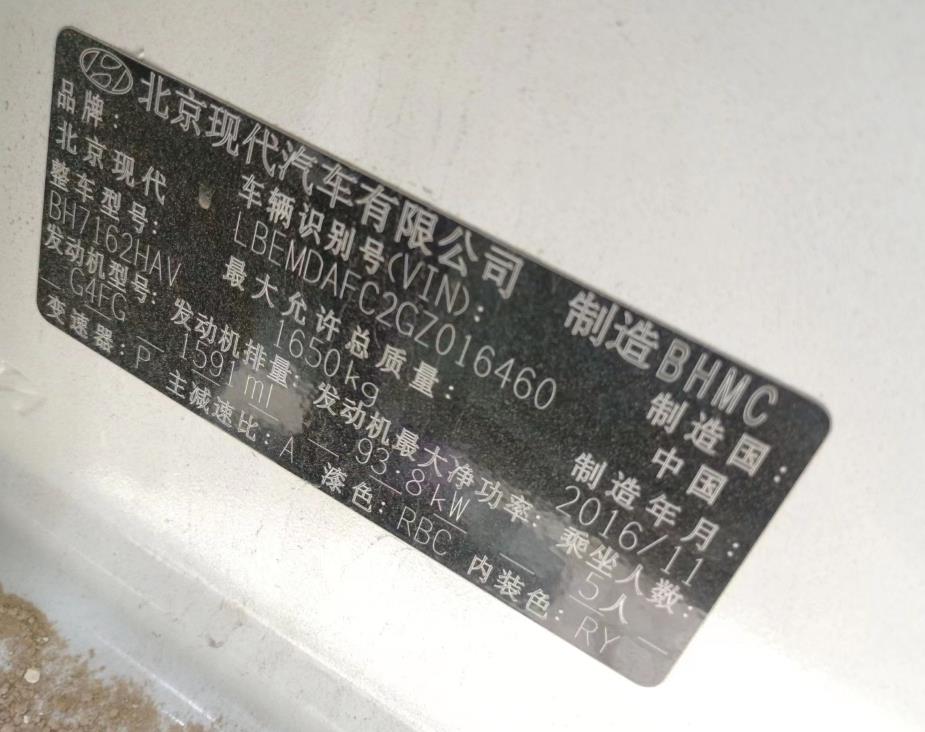 北京现代汽车有限公司 制造BHMC
品牌: 车辆识别号(VIN): 制造国:
北京现代 LBEMDAFC2GZ016460 中国
整车型号: 最大允许总质量: 制造年月:
BH7162HAV 1650kg 2016/11
发动机型号: 发动机排量: 发动机最大净功率: 乘坐人数:
G4FG 1591ml 93.8kW 5人
变速器: P 主减速比: A 漆色: RBC 内装色: RY